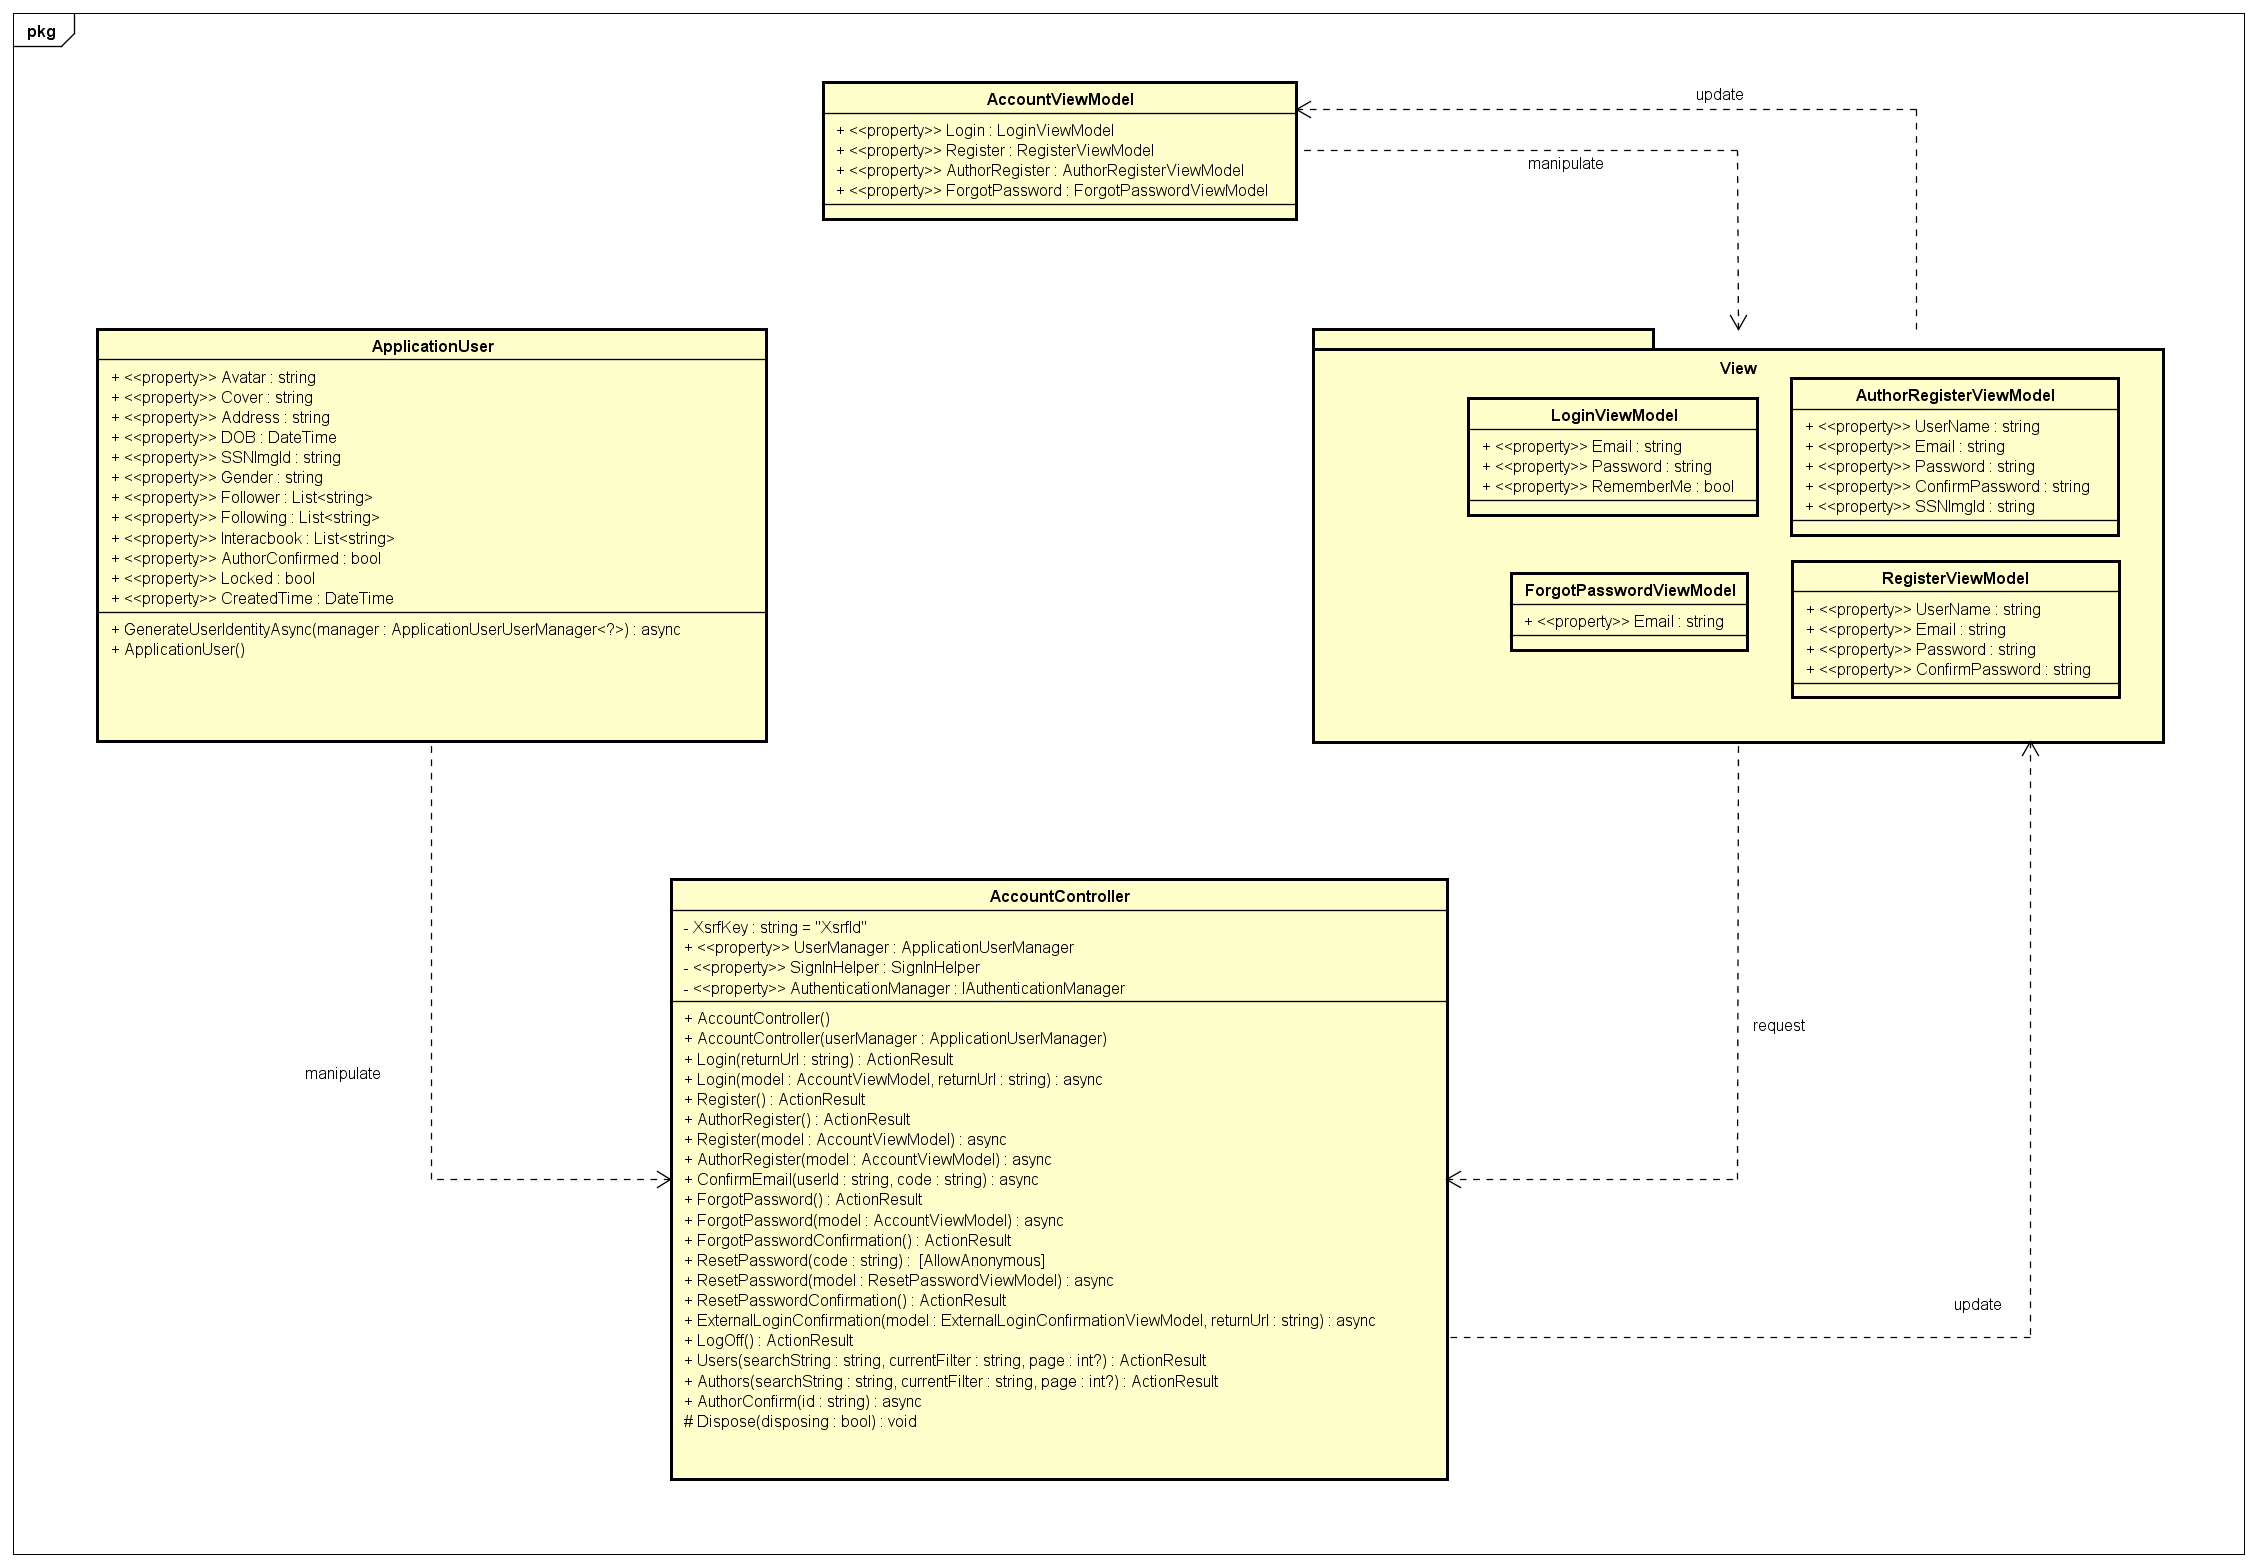 pkg
AccountViewModel
+ <<property>> Login : LoginViewModel
+ <<property>> Register : RegisterViewModel
+ <<property>> AuthorRegister : AuthorRegisterViewModel
+ <<property>> ForgotPassword : ForgotPasswordViewModel
update
manipulate
ApplicationUser
+ <<property>> Avatar : string
+ <<property>> Cover : string
+ <<property>> Address : string
+ <<property>> DOB : DateTime
+ <<property>> SSNImgId : string
+ <<property>> Gender : string
+ <<property>> Follower : List<string>
+ <<property>> Following : List<string>
+ <<property>> Interacbook : List<string>
+ <<property>> AuthorConfirmed : bool
+ <<property>> Locked : bool
+ <<property>> CreatedTime : DateTime
+ GenerateUserIdentityAsync(manager : ApplicationUserUserManager<?>) : async
+ ApplicationUser()
View
LoginViewModel
+ <<property>> Email : string
+ <<property>> Password : string
+ <<property>> RememberMe : bool
AuthorRegisterViewModel
+ <<property>> UserName : string
+ <<property>> Email : string
+ <<property>> Password : string
+ <<property>> ConfirmPassword : string
+ <<property>> SSNImgId : string
ForgotPasswordViewModel
+ <<property>> Email : string
RegisterViewModel
+ <<property>> UserName : string
+ <<property>> Email : string
+ <<property>> Password : string
+ <<property>> ConfirmPassword : string
AccountController
- XsrfKey : string = "XsrfId"
+ <<property>> UserManager : ApplicationUserManager
- <<property>> SignInHelper : SignInHelper
- <<property>> AuthenticationManager : IAuthenticationManager
+ AccountController()
+ AccountController(userManager : ApplicationUserManager)
+ Login(returnUrl : string) : ActionResult
+ Login(model : AccountViewModel, returnUrl : string) : async
+ Register() : ActionResult
+ AuthorRegister() : ActionResult
+ Register(model : AccountViewModel) : async
+ AuthorRegister(model : AccountViewModel) : async
+ ConfirmEmail(userId : string, code : string) : async
+ ForgotPassword() : ActionResult
+ ForgotPassword(model : AccountViewModel) : async
+ ForgotPasswordConfirmation() : ActionResult
+ ResetPassword(code : string) :  [AllowAnonymous]
+ ResetPassword(model : ResetPasswordViewModel) : async
+ ResetPasswordConfirmation() : ActionResult
+ ExternalLoginConfirmation(model : ExternalLoginConfirmationViewModel, returnUrl : string) : async
+ LogOff() : ActionResult
+ Users(searchString : string, currentFilter : string, page : int?) : ActionResult
+ Authors(searchString : string, currentFilter : string, page : int?) : ActionResult
+ AuthorConfirm(id : string) : async
# Dispose(disposing : bool) : void
manipulate
request
update